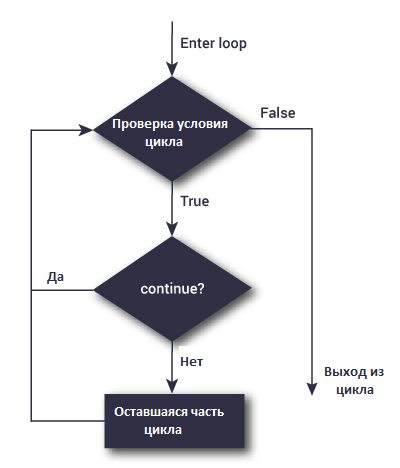 Enter loop
Проверка условия
цикла
False
True
Да
continue?
Нет
Выход из
цикла
Оставшаяся часть
цикла